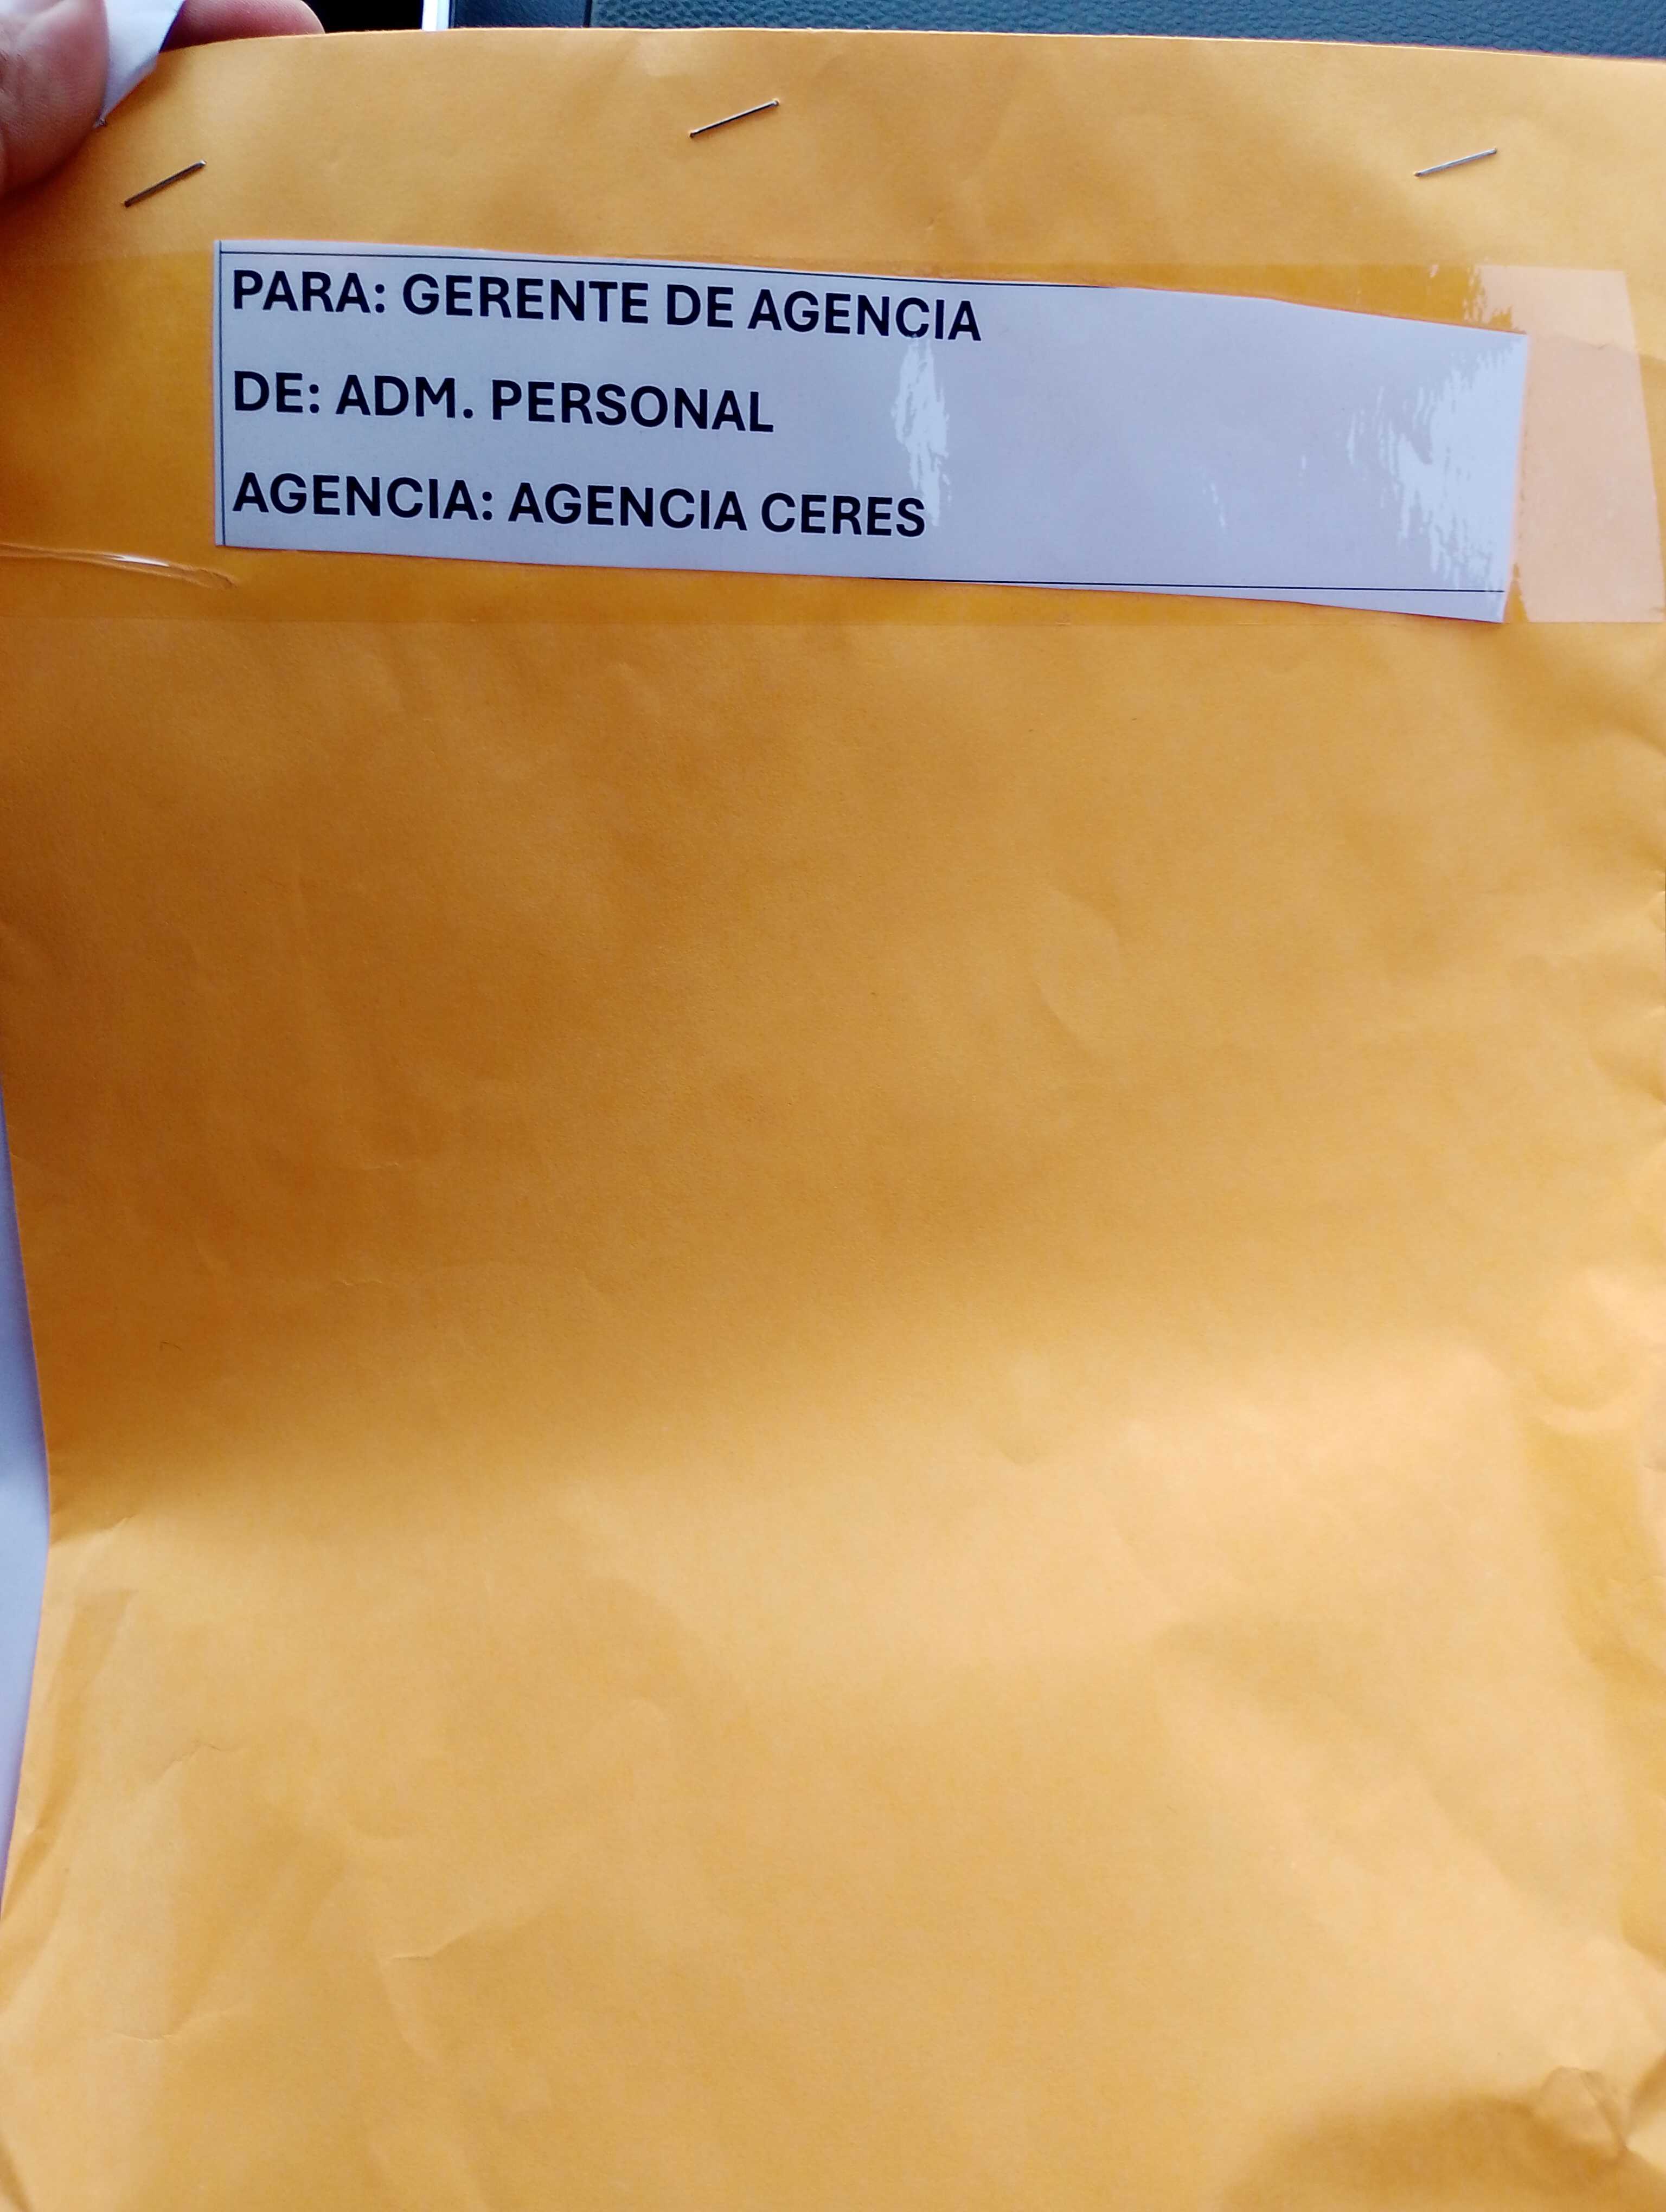 PARA: GERENTE DE AGENCIA
DE: ADM. PERSONAL
AGENCIA: AGENCIA CERES